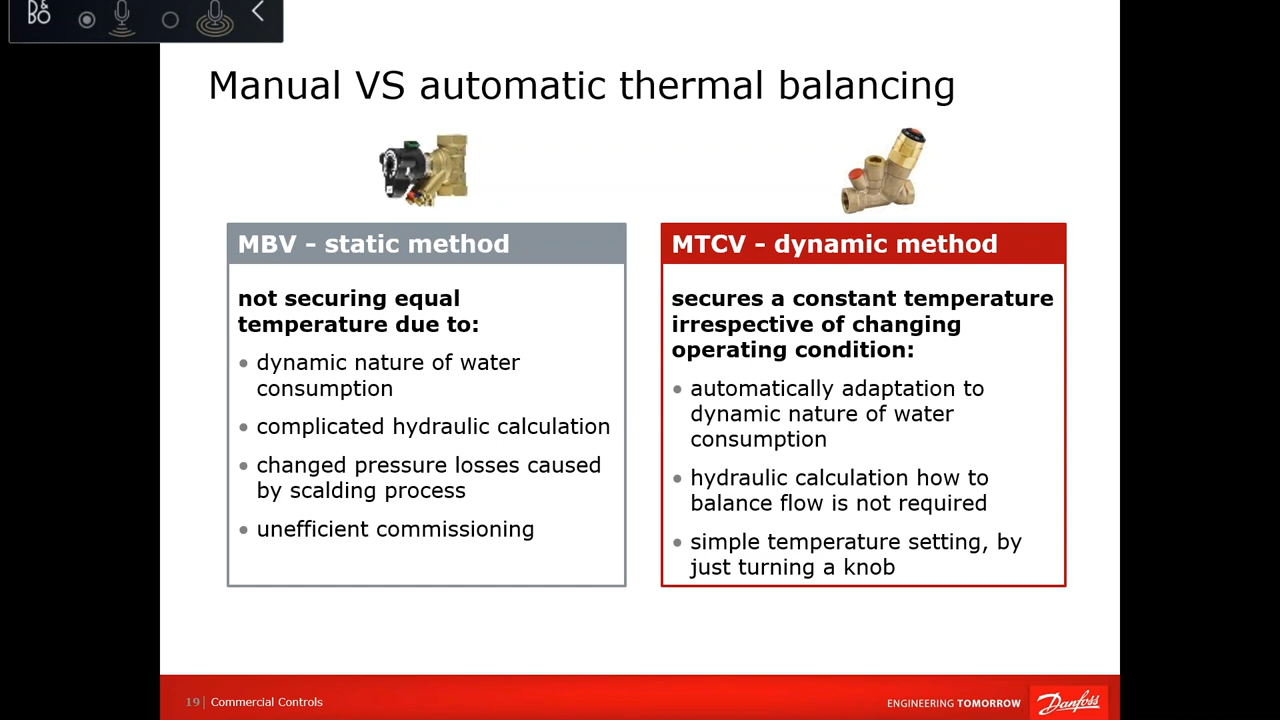 Manual VS automatic thermal balancing
MBV - static method
not securing equal
temperature due to:
dynamic nature of water
consumption
complicated hydraulic calculation
changed pressure losses caused
by scalding process
unefficient commissioning
MTCV - dynamic method
secures a constant temperature
irrespective of changing
operating condition:
automatically adaptation to
dynamic nature of water
consumption
hydraulic calculation how to
balance flow is not required
simple temperature setting, by
just turning a knob
19| Commercial Controls
ENGINEERING TOMORROW
Danfoss